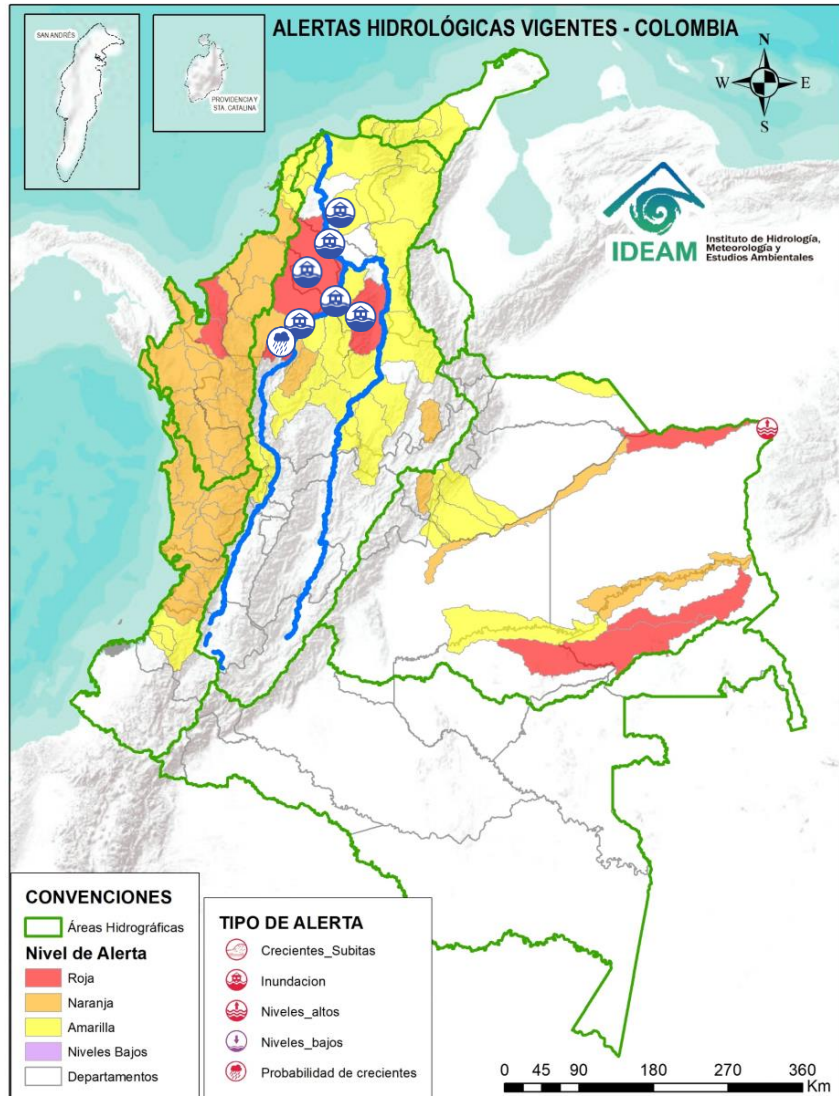 ALERTAS HIDROLÓGICAS VIGENTES - COLOMBIA
SAN ANDRÉS
PROVIDENCIA Y
STA. CATALINA
N
W
E
S
IDEAM
Instituto de Hidrología,
Meteorología y
Estudios Ambientales
CONVENCIONES
Áreas Hidrográficas
Nivel de Alerta
Roja
Naranja
Amarilla
Niveles Bajos
Departamentos
TIPO DE ALERTA
Crecientes_Subitas
Inundacion
Niveles_altos
Niveles_bajos
Probabilidad de crecientes
0 45 90 180 270 360
Km